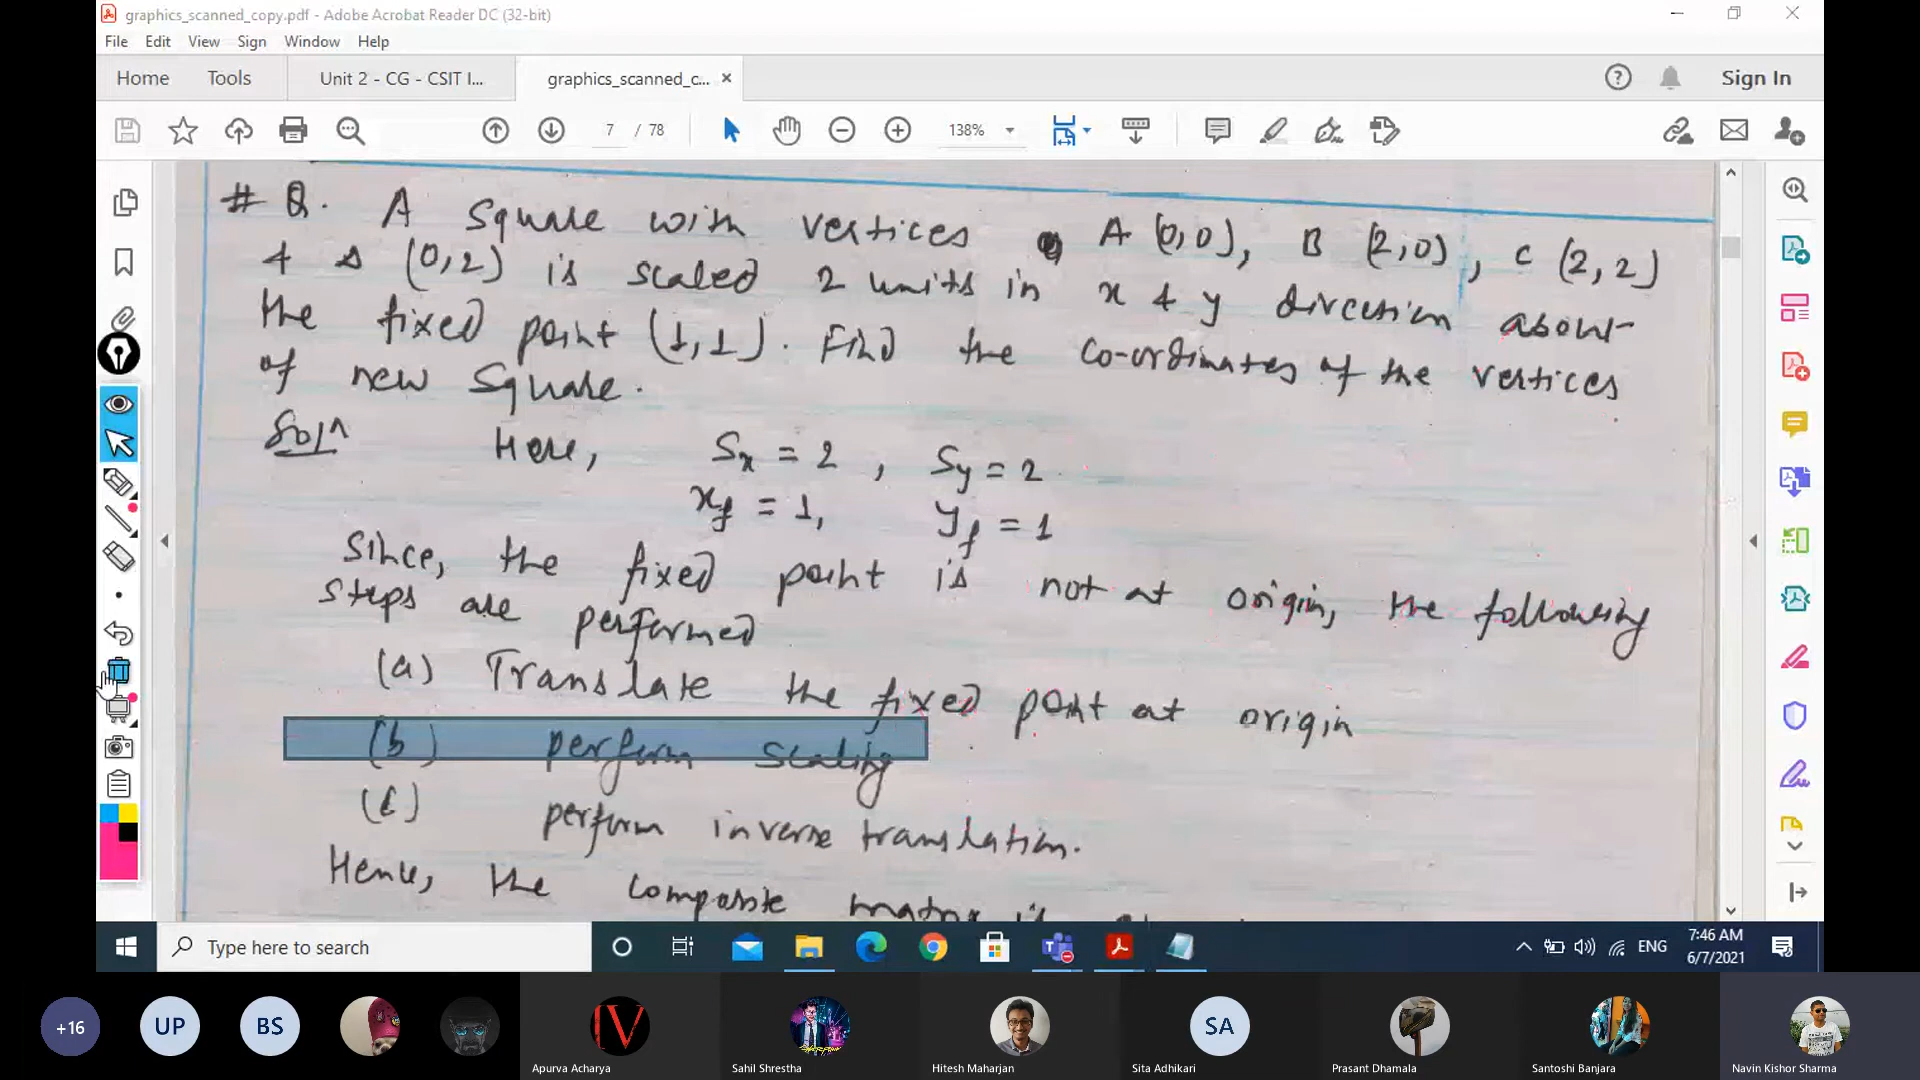 graphics_scanned_copy.pdf - Adobe Acrobat Reader DC (32-bit)
File Edit View Sign Window Help
Home Tools Unit 2 - CG - CSIT I... graphics_scanned_c... × Sign In
7 / 78 138%
# Q. A square with vertices A (0,0), B (2,0), C (2,2)
& D (0,2) is scaled 2 units in x & y direction about
the fixed point (1,1). Find the co-ordinates of the vertices
of new square.
Solⁿ Here, Sx = 2, Sy = 2
xf = 1, yf = 1
Since, the fixed point is not at origin, the following
steps are performed
(a) Translate the fixed point at origin
(b) perform scaling
(c) perform inverse translation.
Hence, the composite matrix is
Type here to search
ENG
7:46 AM
6/7/2021
+16 UP BS SA
Apurva Acharya Sahil Shrestha Hitesh Maharjan Sita Adhikari Prasant Dhamala Santoshi Banjara Navin Kishor Sharma